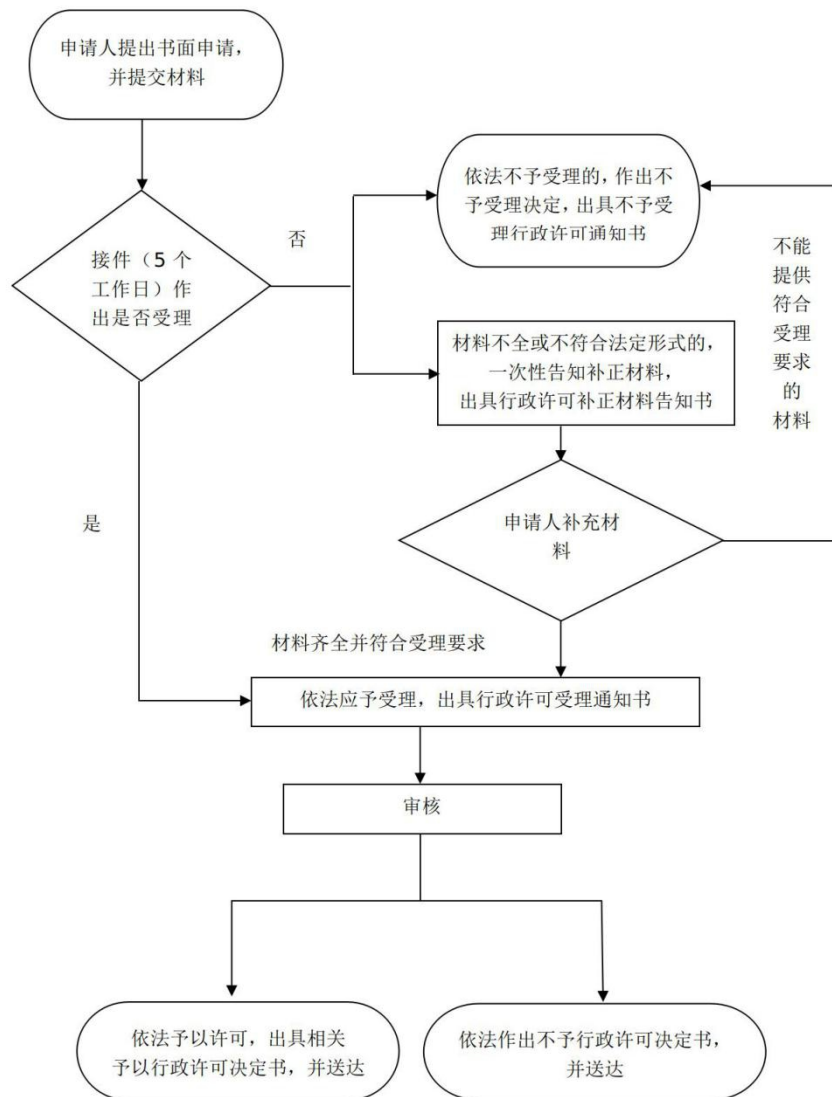 申请人提出书面申请，
并提交材料
依法不予受理的，作出不
予受理决定，出具不予受
理行政许可通知书
否
接件（5 个
工作日）作
出是否受理
不能
提供
符合
受理
要求
的
材料
材料不全或不符合法定形式的，
一次性告知补正材料，
出具行政许可补正材料告知书
是
申请人补充材
料
材料齐全并符合受理要求
依法应予受理，出具行政许可受理通知书
审核
依法予以许可，出具相关
予以行政许可决定书，并送达
依法作出不予行政许可决定书，
并送达